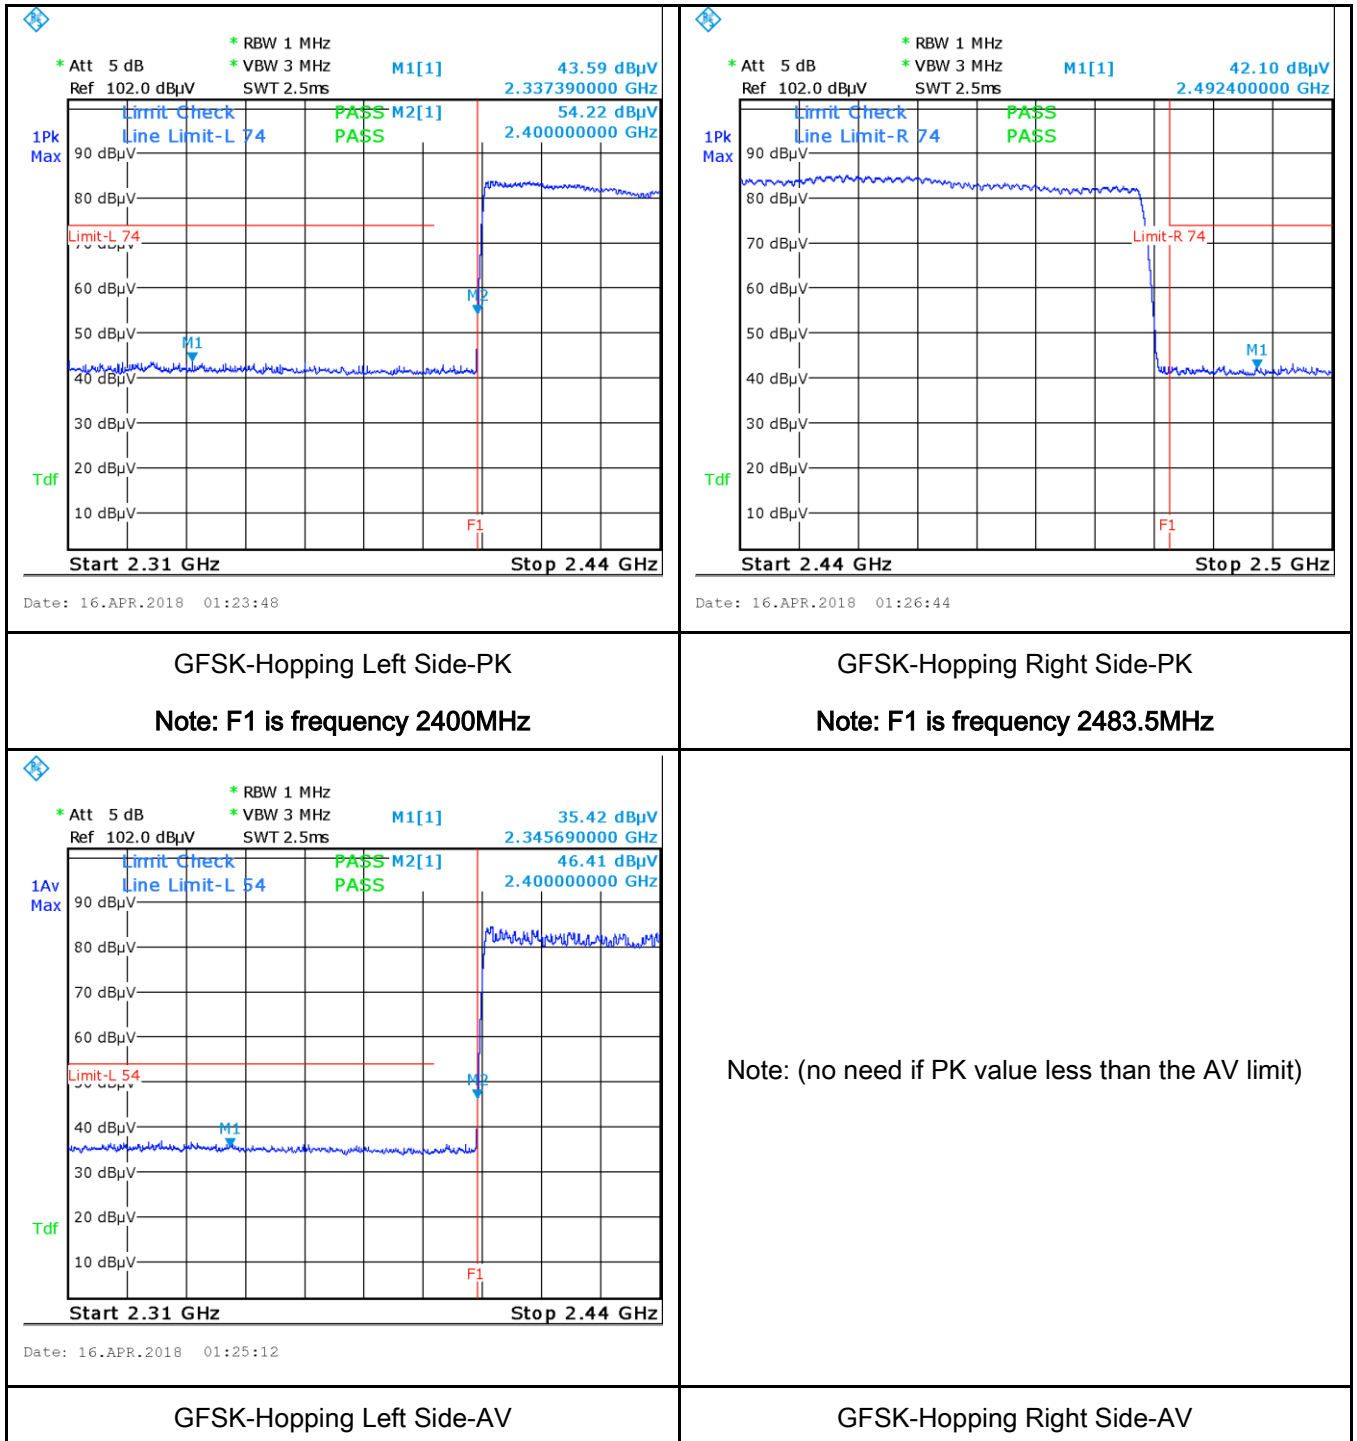 * RBW 1 MHz
* Att 5 dB * VBW 3 MHz M1[1] 43.59 dBµV
Ref 102.0 dBµV SWT 2.5ms 2.337390000 GHz
Limit Check PASS M2[1] 54.22 dBµV
1Pk Line Limit-L 74 PASS 2.400000000 GHz
Max 90 dBµV
80 dBµV
Limit-L 74
70 dBµV
60 dBµV M2
50 dBµV
M1
40 dBµV
30 dBµV
Tdf 20 dBµV
10 dBµV
F1
Start 2.31 GHz Stop 2.44 GHz
Date: 16.APR.2018 01:23:48
* RBW 1 MHz
* Att 5 dB * VBW 3 MHz M1[1] 42.10 dBµV
Ref 102.0 dBµV SWT 2.5ms 2.492400000 GHz
Limit Check PASS
1Pk Line Limit-R 74 PASS
Max 90 dBµV
80 dBµV
Limit-R 74
70 dBµV
60 dBµV
50 dBµV
M1
40 dBµV
30 dBµV
Tdf 20 dBµV
10 dBµV
F1
Start 2.44 GHz Stop 2.5 GHz
Date: 16.APR.2018 01:26:44
GFSK-Hopping Left Side-PK
Note: F1 is frequency 2400MHz
GFSK-Hopping Right Side-PK
Note: F1 is frequency 2483.5MHz
* RBW 1 MHz
* Att 5 dB * VBW 3 MHz M1[1] 35.42 dBµV
Ref 102.0 dBµV SWT 2.5ms 2.345690000 GHz
Limit Check PASS M2[1] 46.41 dBµV
1Av Line Limit-L 54 PASS 2.400000000 GHz
Max 90 dBµV
80 dBµV
70 dBµV
60 dBµV
Limit-L 54
50 dBµV M2
40 dBµV M1
30 dBµV
Tdf 20 dBµV
10 dBµV
F1
Start 2.31 GHz Stop 2.44 GHz
Date: 16.APR.2018 01:25:12
Note: (no need if PK value less than the AV limit)
GFSK-Hopping Left Side-AV
GFSK-Hopping Right Side-AV